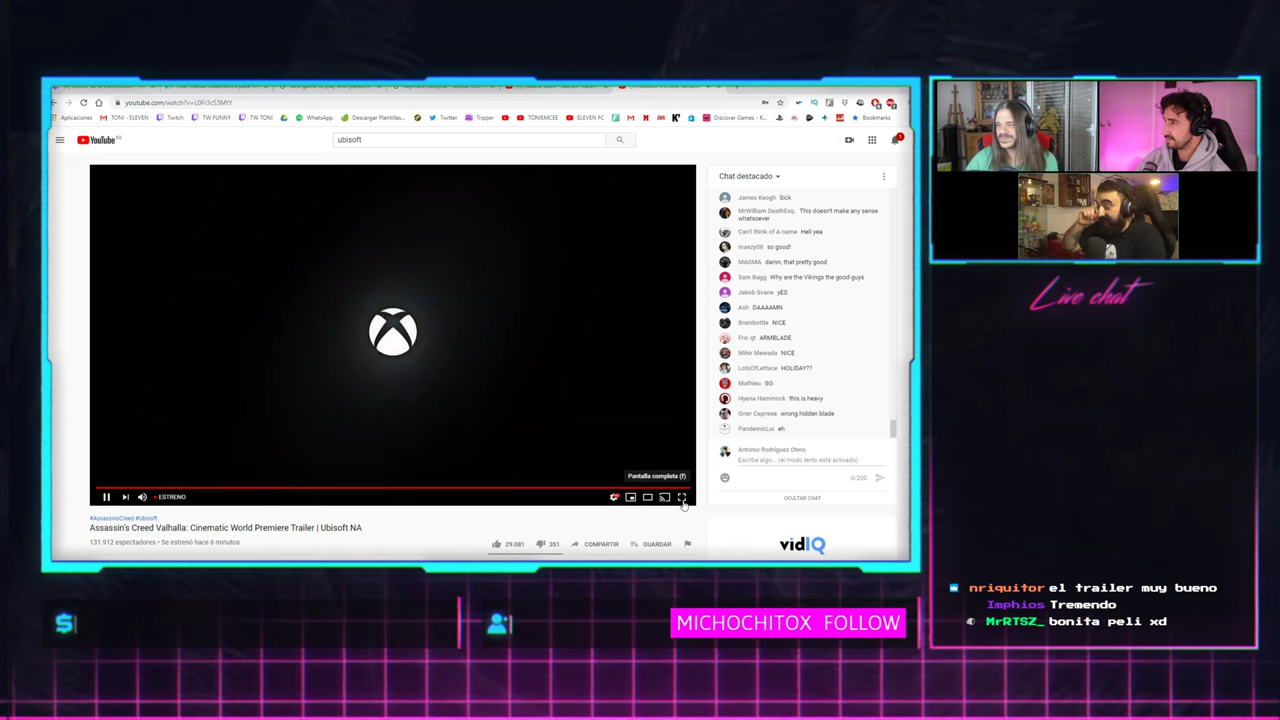 youtube.com/watch?v=L0Fr3cS3MtY
Aplicaciones TONI - ELEVEN Twitch TW FUNNY TW TONI WhatsApp Descargar Plantillas... Twitter Tripper TONIEMCEE ELEVEN FC Discover Games - K... Bookmarks
YouTube ES
ubisoft
1
Chat destacado
James Keogh Sick
MrWilliam DeathEsq. This doesn't make any sense
whatsoever
Can't think of A name Hell yea
maezy08 so good!
MAGMA damn, that pretty good
Sam Bugg Why are the Vikings the good guys
Jakob Svane yES
Ash DAAAAMN
Brainbottle NICE
Fric qt ARMBLADE
Mihir Mewada NICE
LotsOfLettuce HOLIDAY??
Mathieu GG
Hyena Hammock this is heavy
Gner Ceprees wrong hidden blade
PandemicLui eh
Antonio Rodríguez Otero
Escribe algo... (el modo lento está activado)
0/200
OCULTAR CHAT
Pantalla completa (f)
ESTRENO
#AssassinsCreed #Ubisoft
Assassin's Creed Valhalla: Cinematic World Premiere Trailer | Ubisoft NA
131.912 espectadores • Se estrenó hace 6 minutos
29.081 351 COMPARTIR GUARDAR
vidIQ
Live chat
nriquitor el trailer muy bueno
Imphios Tremendo
MrRTSZ_ bonita peli xd
$
MICHOCHITOX FOLLOW